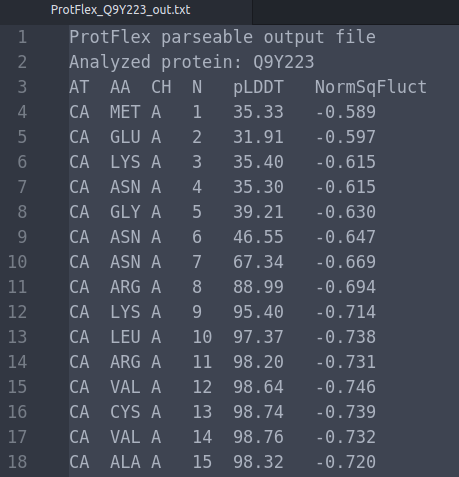 ProtFlex_Q9Y223_out.txt
1 ProtFlex parseable output file
2 Analyzed protein: Q9Y223
3 AT AA CH N pLDDT NormSqFluct
4 CA MET A 1 35.33 -0.589
5 CA GLU A 2 31.91 -0.597
6 CA LYS A 3 35.40 -0.615
7 CA ASN A 4 35.30 -0.615
8 CA GLY A 5 39.21 -0.630
9 CA ASN A 6 46.55 -0.647
10 CA ASN A 7 67.34 -0.669
11 CA ARG A 8 88.99 -0.694
12 CA LYS A 9 95.40 -0.714
13 CA LEU A 10 97.37 -0.738
14 CA ARG A 11 98.20 -0.731
15 CA VAL A 12 98.64 -0.746
16 CA CYS A 13 98.74 -0.739
17 CA VAL A 14 98.76 -0.732
18 CA ALA A 15 98.32 -0.720